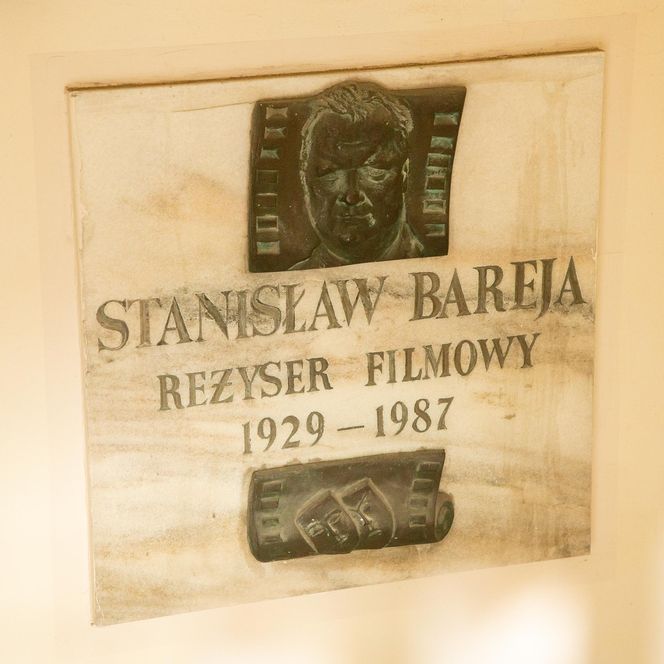 STANISŁAW BAREJA
REŻYSER FILMOWY
1929 – 1987